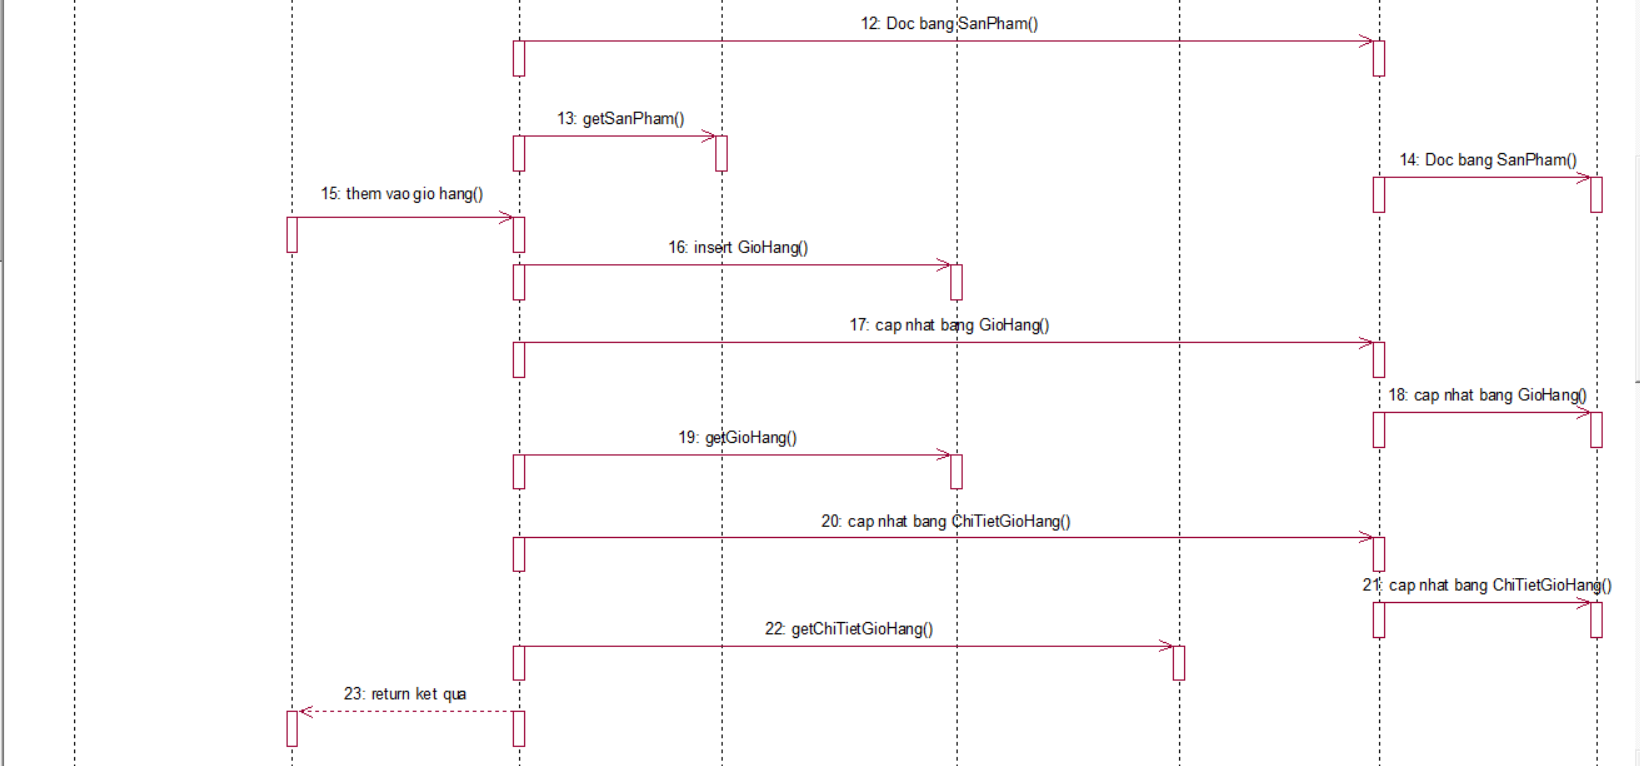 12: Doc bang SanPham()
13: getSanPham()
14: Doc bang SanPham()
15: them vao gio hang()
16: insert GioHang()
17: cap nhat bang GioHang()
18: cap nhat bang GioHang()
19: getGioHang()
20: cap nhat bang ChiTietGioHang()
21: cap nhat bang ChiTietGioHang()
22: getChiTietGioHang()
23: return ket qua